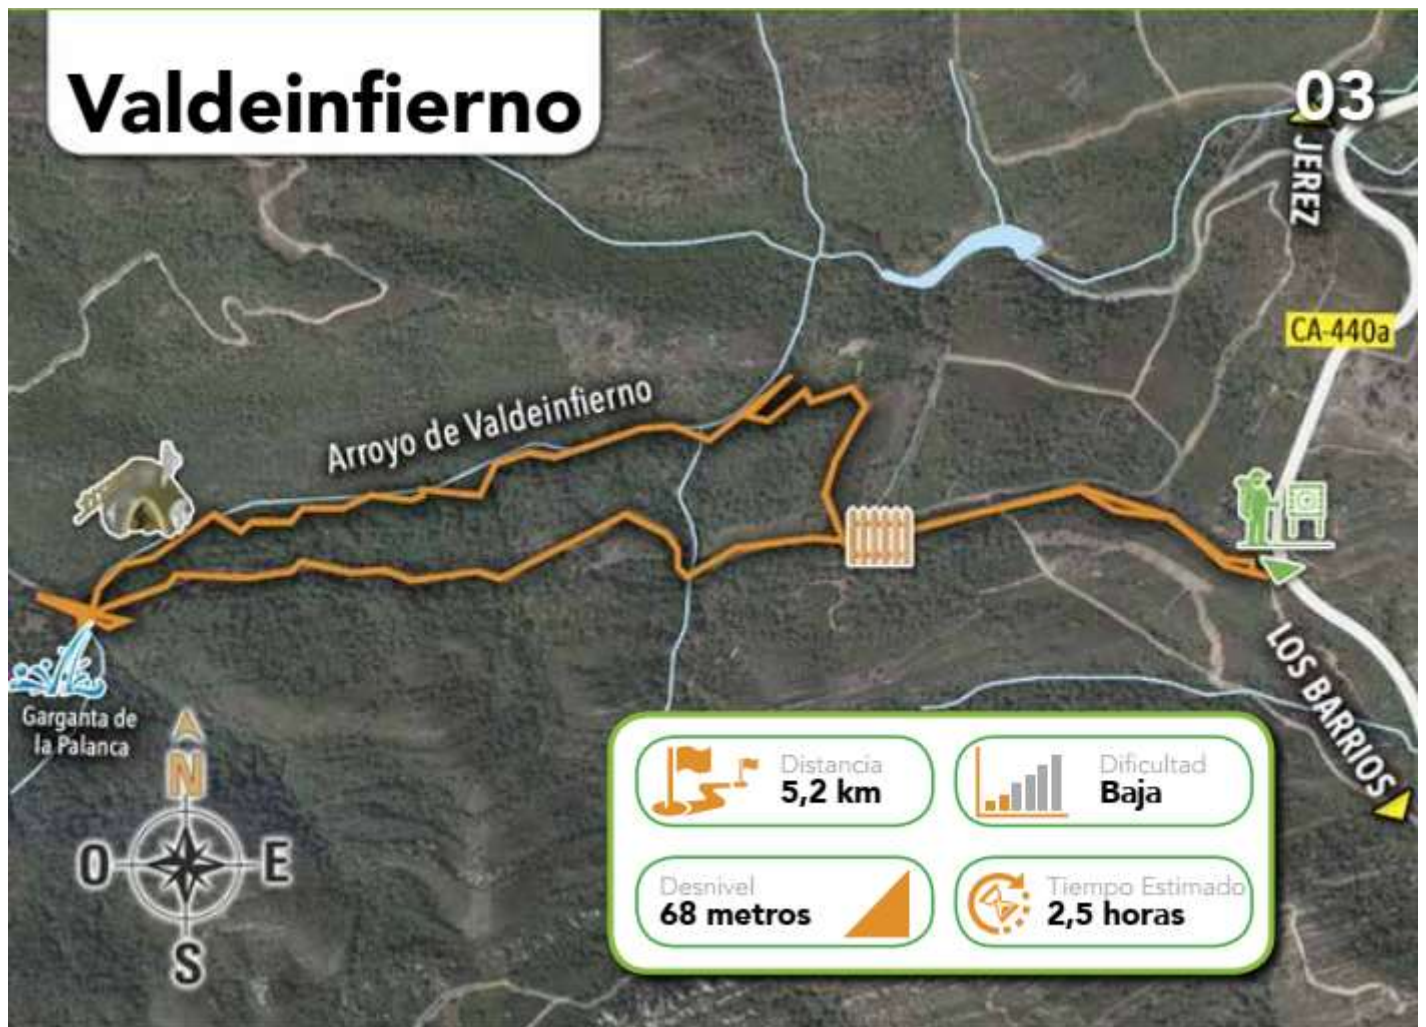 Valdeinfierno
03
JEREZ
CA-440a
Arroyo de Valdeinfierno
LOS BARRIOS
Garganta de
la Palanca
N
O
E
S
Distancia
5,2 km
Dificultad
Baja
Desnivel
68 metros
Tiempo Estimado
2,5 horas